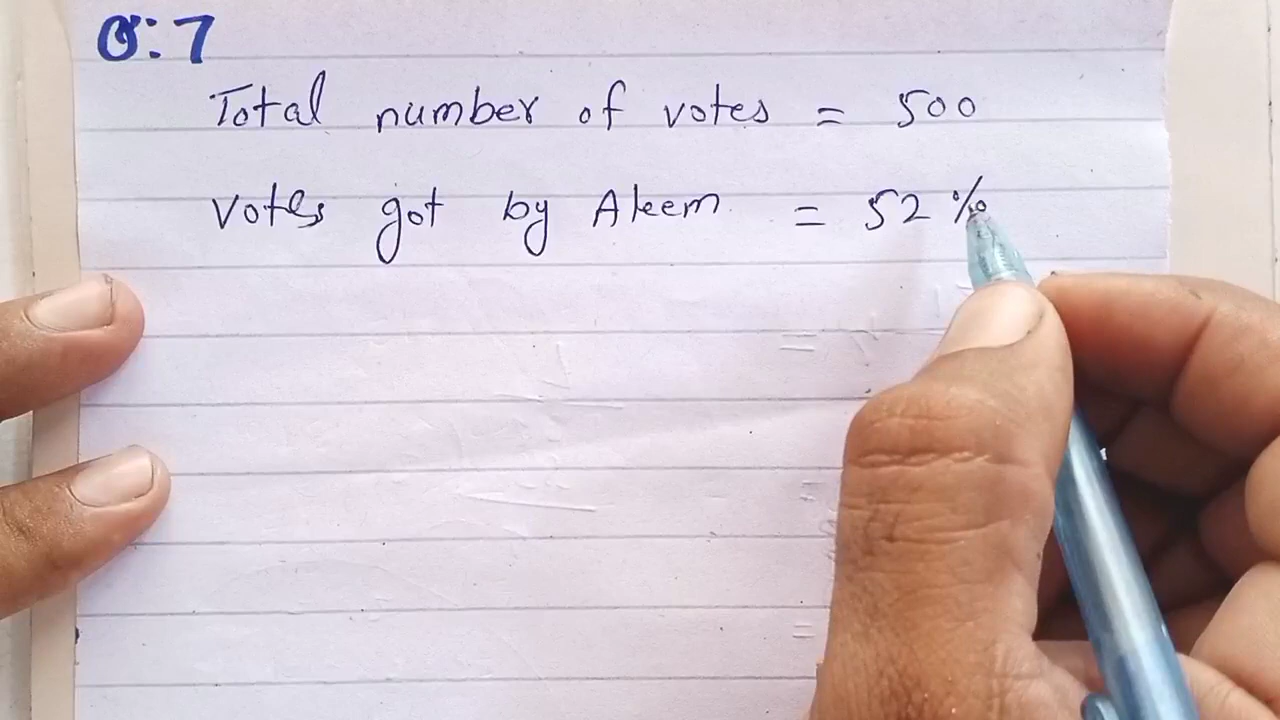 Q:7
Total number of votes = 500
Votes got by Aleem = 52%